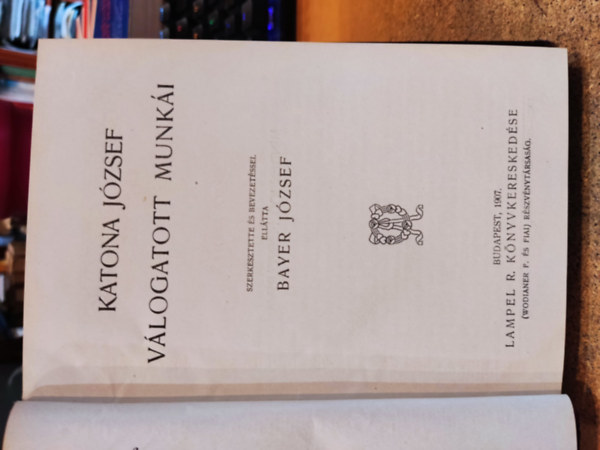 KATONA JÓZSEF
VÁLOGATOTT MUNKÁI
SZERKESZTETTE ÉS BEVEZETÉSSEL
ELLÁTTA
BAYER JÓZSEF
BUDAPEST, 1907.
LAMPEL R. KÖNYVKERESKEDÉSE
(WODIANER F. ÉS FIAI) RÉSZVÉNYTÁRSASÁG.